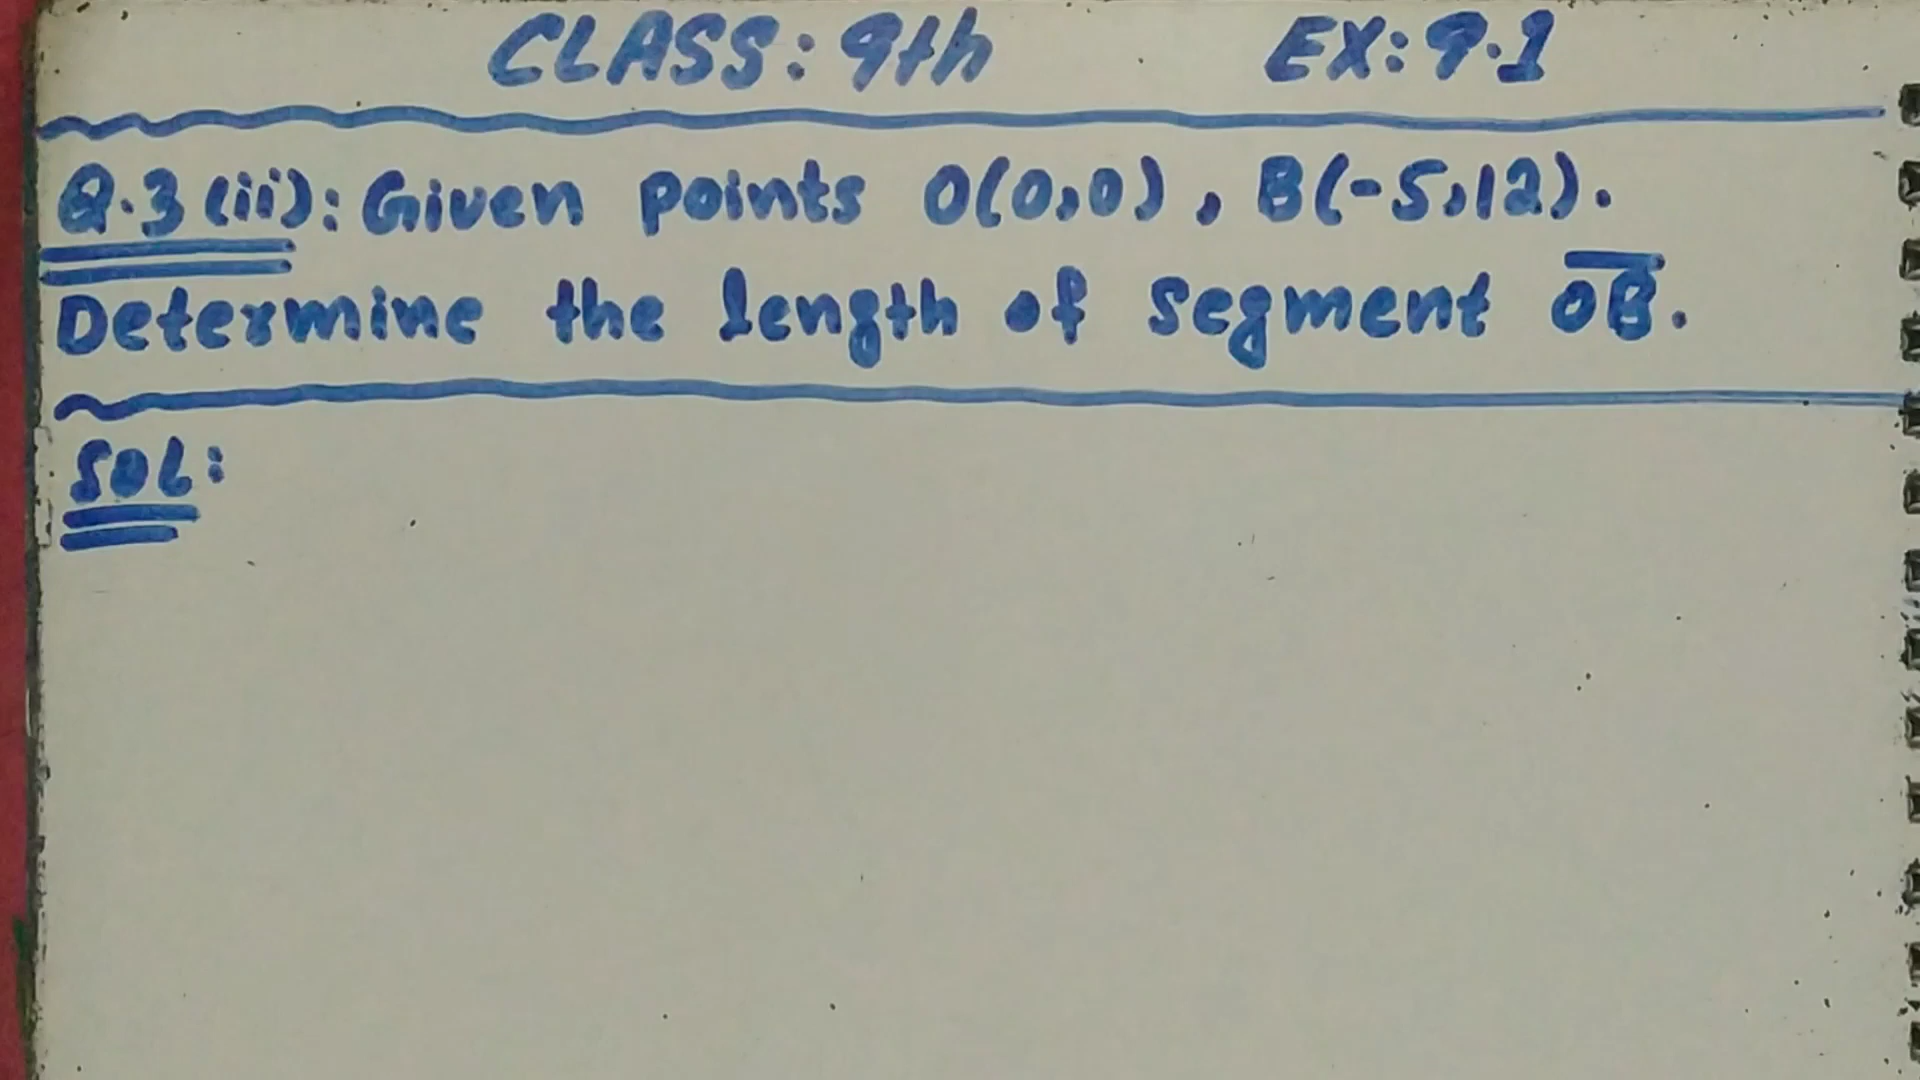 CLASS: 9th EX: 9.1
Q.3 (ii): Given points O(0,0), B(-5,12).
Determine the length of segment OB.
SOL: